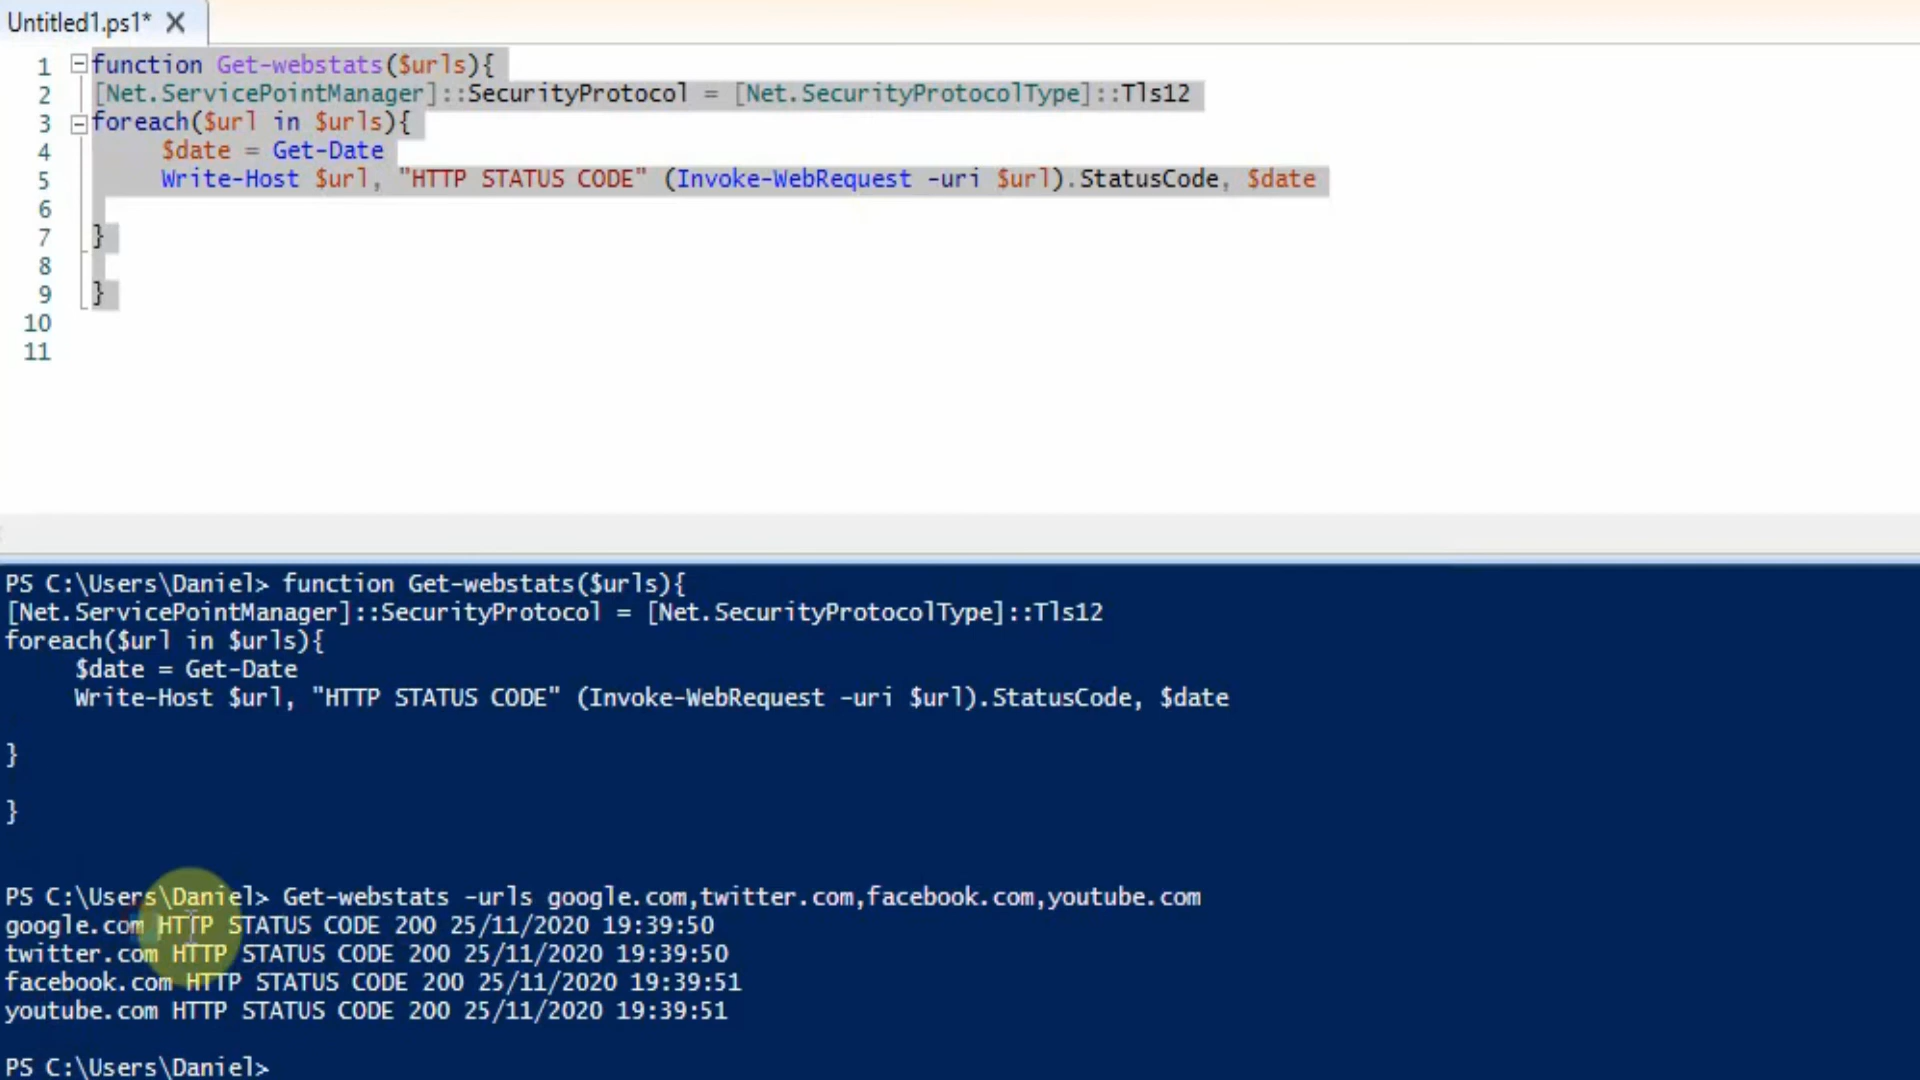 Untitled1.ps1* X
1 function Get-webstats($urls){
2 [Net.ServicePointManager]::SecurityProtocol = [Net.SecurityProtocolType]::Tls12
3 foreach($url in $urls){
4 $date = Get-Date
5 Write-Host $url, "HTTP STATUS CODE" (Invoke-WebRequest -uri $url).StatusCode, $date
6
7 }
8
9 }
10
11
PS C:\Users\Daniel> function Get-webstats($urls){
[Net.ServicePointManager]::SecurityProtocol = [Net.SecurityProtocolType]::Tls12
foreach($url in $urls){
$date = Get-Date
Write-Host $url, "HTTP STATUS CODE" (Invoke-WebRequest -uri $url).StatusCode, $date
}
}
PS C:\Users\Daniel> Get-webstats -urls google.com,twitter.com,facebook.com,youtube.com
google.com HTTP STATUS CODE 200 25/11/2020 19:39:50
twitter.com HTTP STATUS CODE 200 25/11/2020 19:39:50
facebook.com HTTP STATUS CODE 200 25/11/2020 19:39:51
youtube.com HTTP STATUS CODE 200 25/11/2020 19:39:51
PS C:\Users\Daniel>